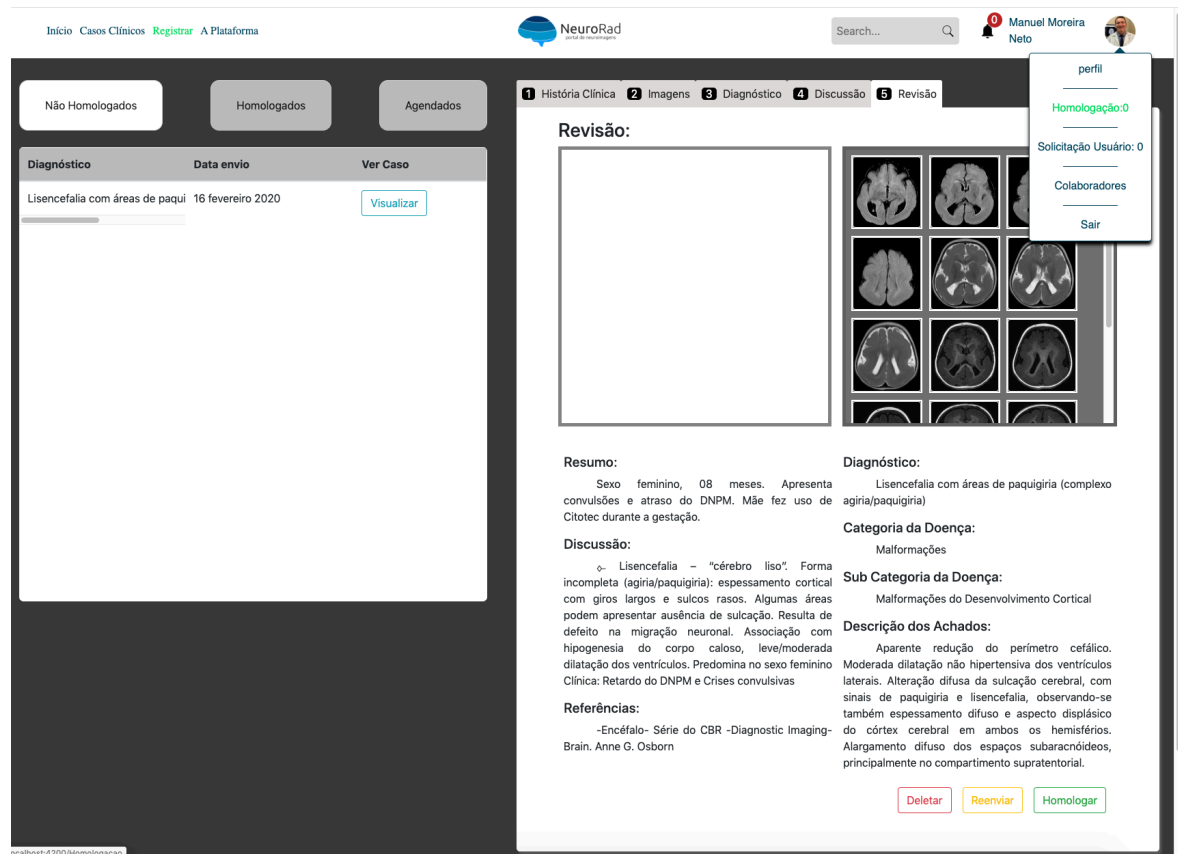 Início Casos Clínicos Registrar A Plataforma
NeuroRad
portal de neuroimagens
Search...
0
Manuel Moreira
Neto
perfil
Homologação:0
Solicitação Usuário: 0
Colaboradores
Sair
Não Homologados
Homologados
Agendados
Diagnóstico Data envio Ver Caso
Lisencefalia com áreas de paqui 16 fevereiro 2020 Visualizar
1 História Clínica 2 Imagens 3 Diagnóstico 4 Discussão 5 Revisão
Revisão:
Resumo:
Sexo feminino, 08 meses. Apresenta
convulsões e atraso do DNPM. Mãe fez uso de
Citotec durante a gestação.
Discussão:
Lisencefalia – “cérebro liso”. Forma
incompleta (agiria/paquigiria): espessamento cortical
com giros largos e sulcos rasos. Algumas áreas
podem apresentar ausência de sulcação. Resulta de
defeito na migração neuronal. Associação com
hipogenesia do corpo caloso, leve/moderada
dilatação dos ventrículos. Predomina no sexo feminino
Clínica: Retardo do DNPM e Crises convulsivas
Referências:
-Encéfalo- Série do CBR -Diagnostic Imaging-
Brain. Anne G. Osborn
Diagnóstico:
Lisencefalia com áreas de paquigiria (complexo
agiria/paquigiria)
Categoria da Doença:
Malformações
Sub Categoria da Doença:
Malformações do Desenvolvimento Cortical
Descrição dos Achados:
Aparente redução do perímetro cefálico.
Moderada dilatação não hipertensiva dos ventrículos
laterais. Alteração difusa da sulcação cerebral, com
sinais de paquigiria e lisencefalia, observando-se
também espessamento difuso e aspecto displásico
do córtex cerebral em ambos os hemisférios.
Alargamento difuso dos espaços subaracnóideos,
principalmente no compartimento supratentorial.
Deletar
Reenviar
Homologar
ocalhost:4200/Homologacao